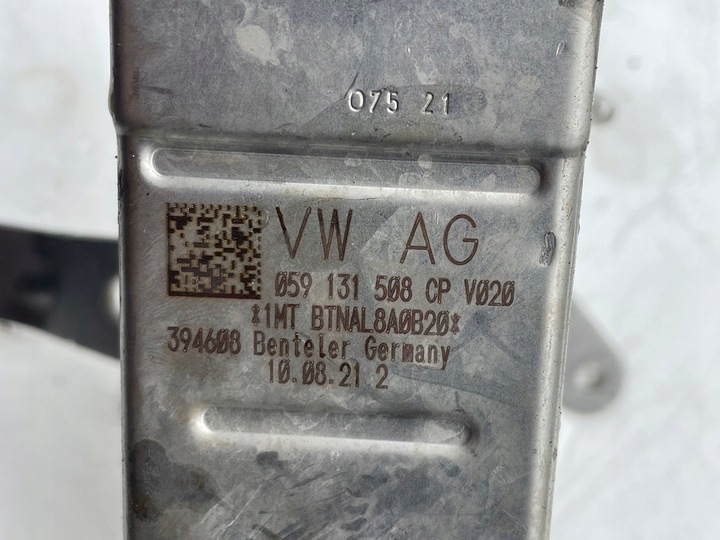 075 21
VW AG
059 131 508 CP V020
*1MT BTNAL8A0B20*
394608 Benteler Germany
10.08.21 2